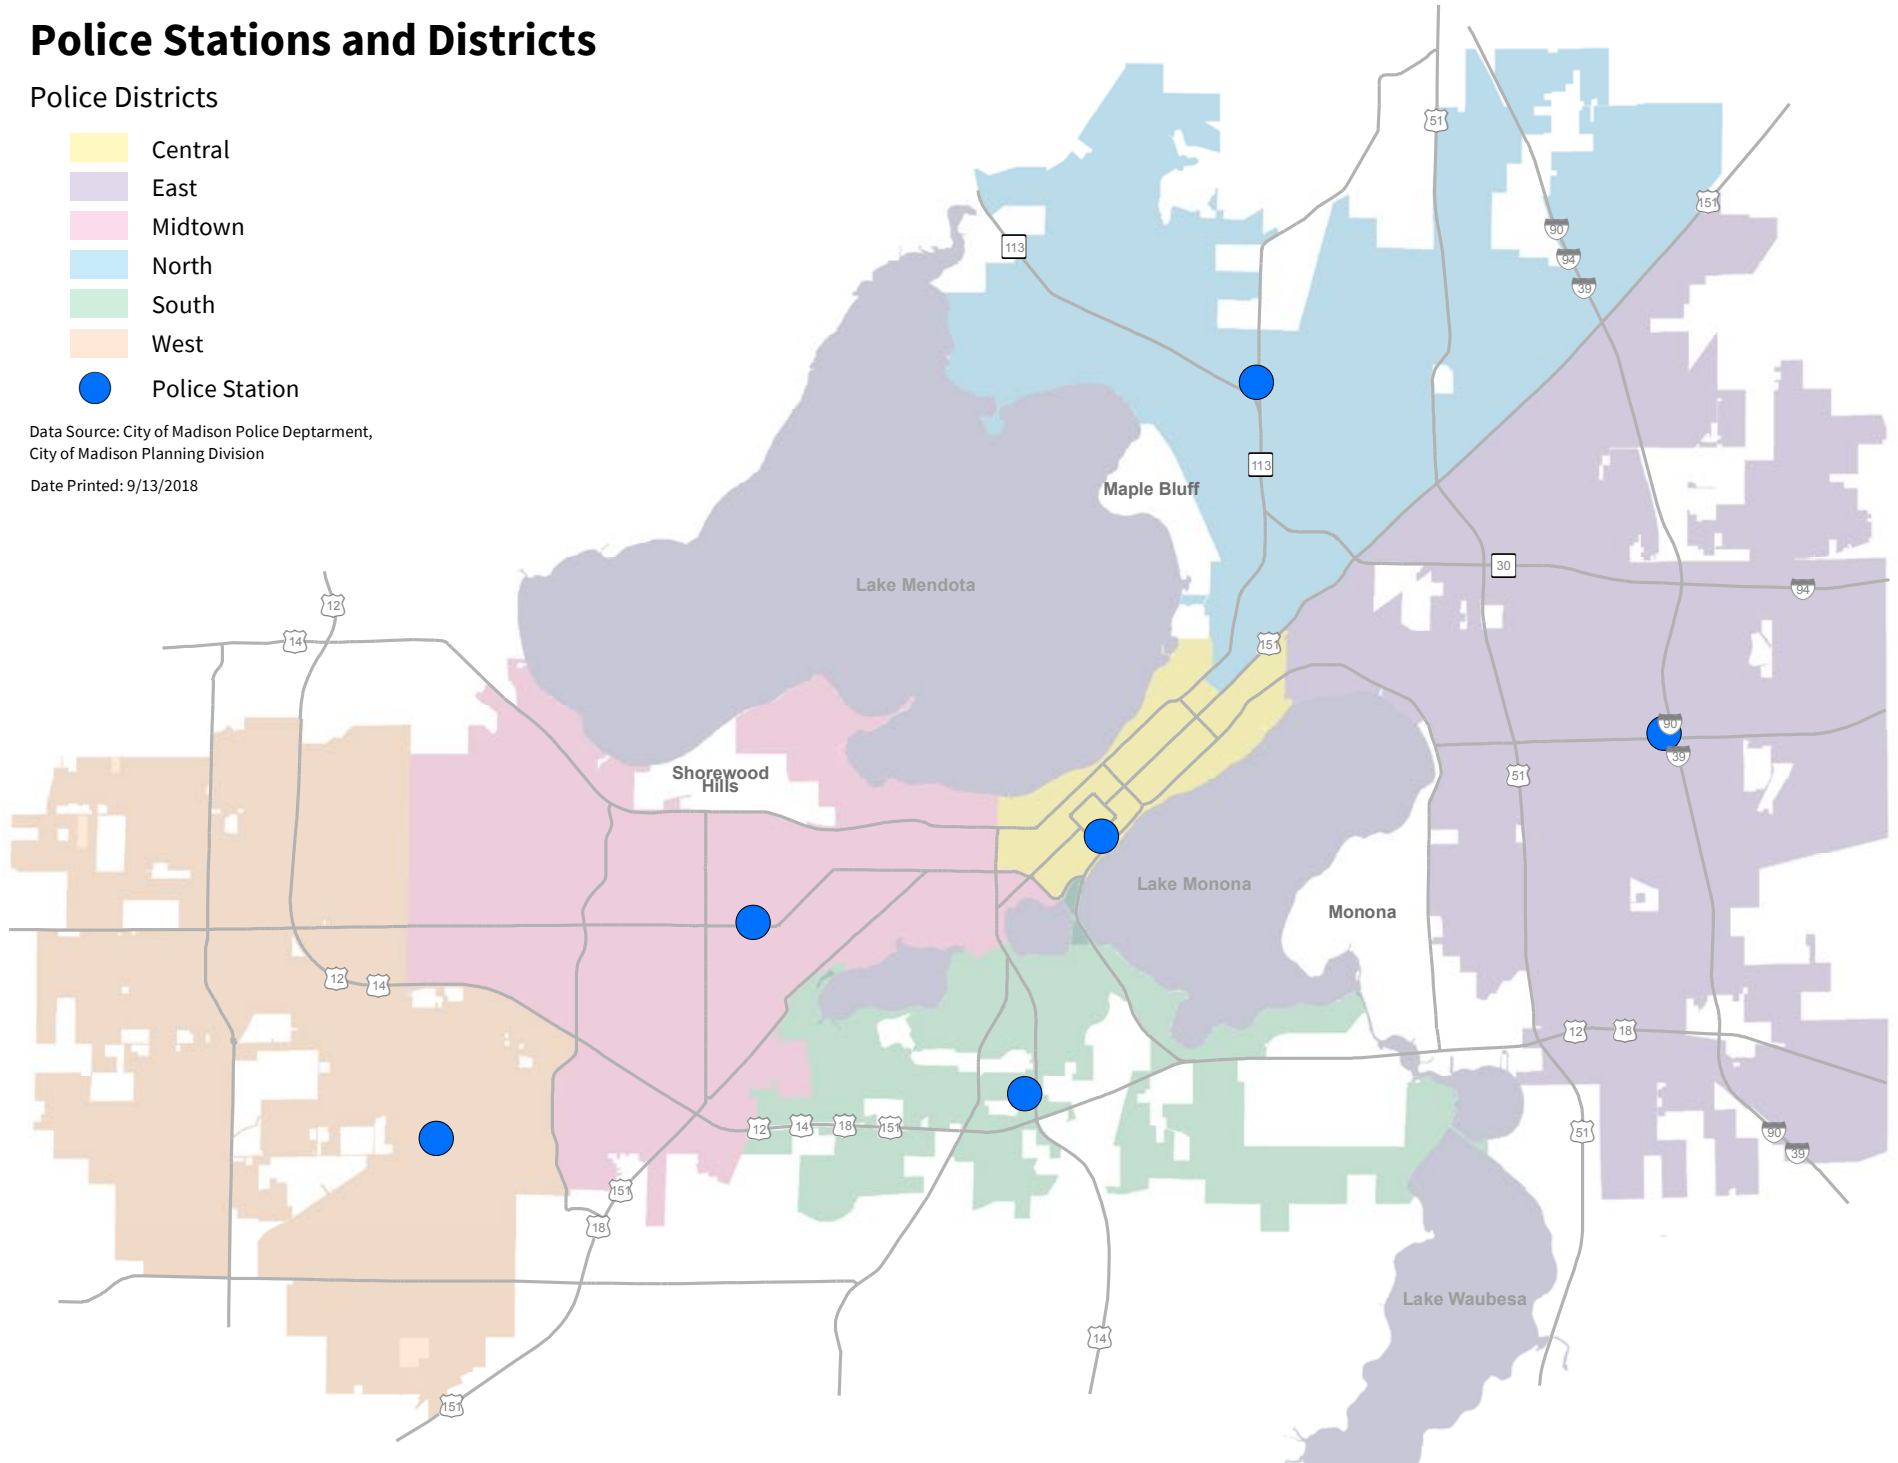 Police Stations and Districts
Police Districts
Central
East
Midtown
North
South
West
Police Station
Data Source: City of Madison Police Deptarment,
City of Madison Planning Division
Date Printed: 9/13/2018
51
151
90
94
39
113
113
Maple Bluff
30
94
Lake Mendota
12
14
151
90
39
51
Shorewood
Hills
Lake Monona
Monona
12
14
12
18
12
14
18
151
51
90
39
151
18
Lake Waubesa
14
151